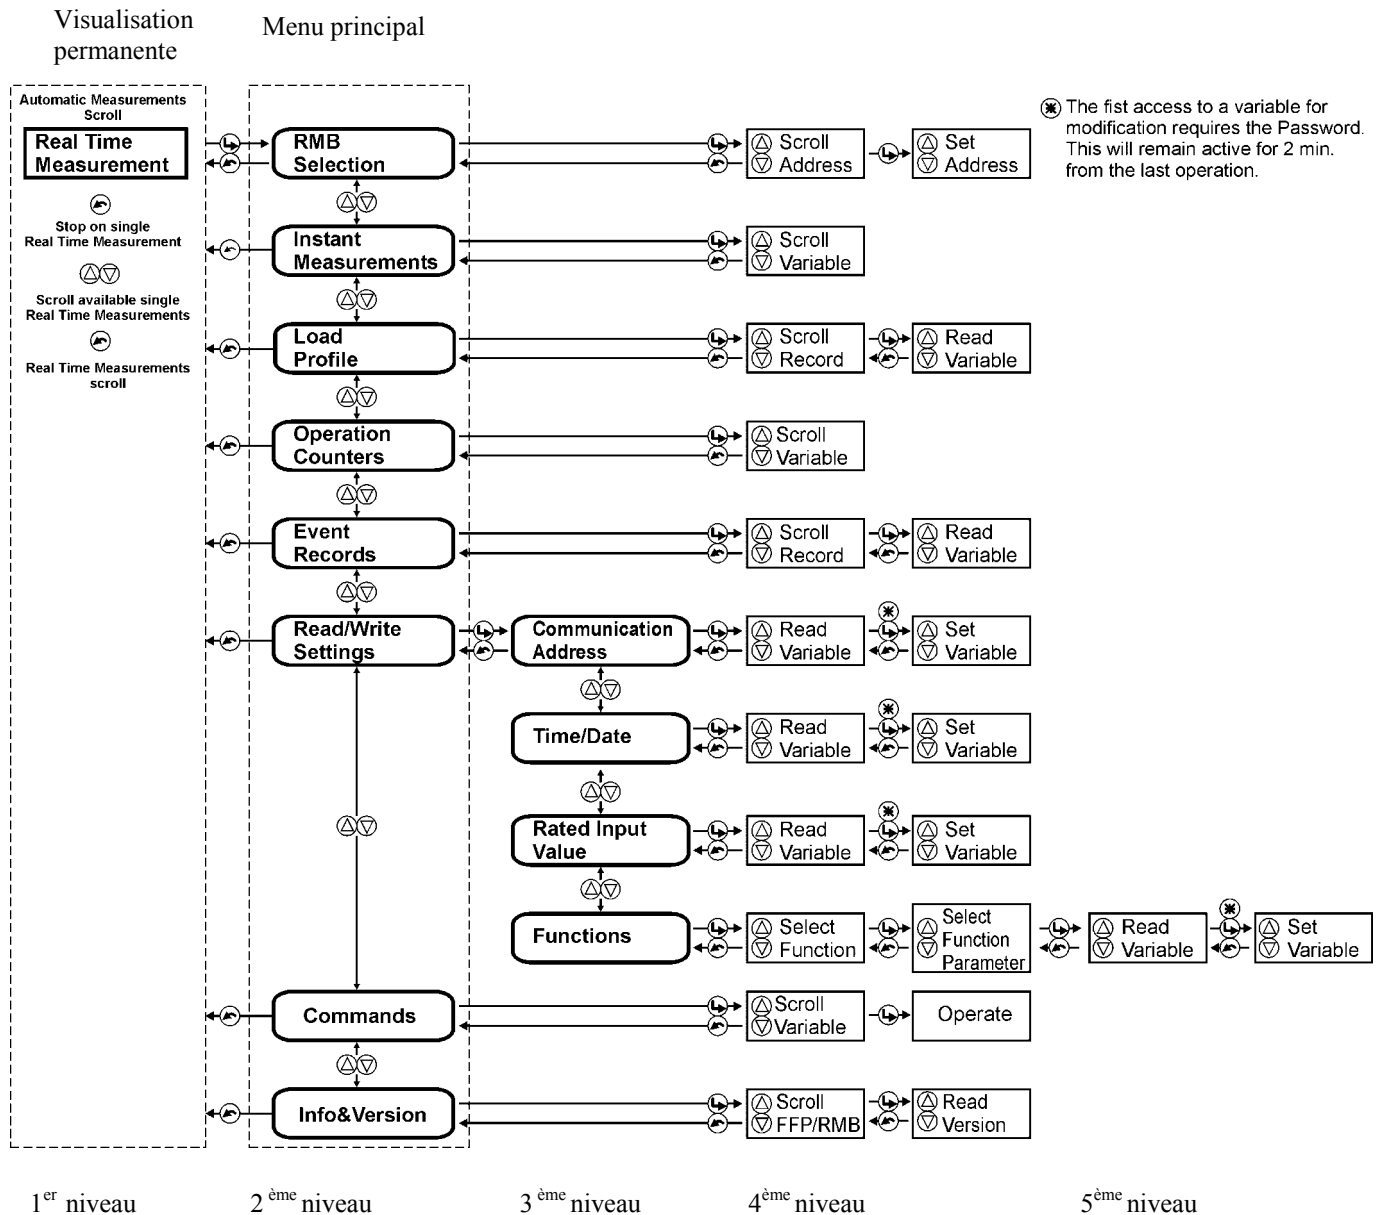 Visualisation
permanente
Menu principal
Automatic Measurements
Scroll
Real Time
Measurement
Stop on single
Real Time Measurement
Scroll available single
Real Time Measurements
Real Time Measurements
scroll
RMB
Selection
Scroll
Address
Set
Address
The fist access to a variable for
modification requires the Password.
This will remain active for 2 min.
from the last operation.
Instant
Measurements
Scroll
Variable
Load
Profile
Scroll
Record
Read
Variable
Operation
Counters
Scroll
Variable
Event
Records
Scroll
Record
Read
Variable
Read/Write
Settings
Communication
Address
Read
Variable
Set
Variable
Time/Date
Read
Variable
Set
Variable
Rated Input
Value
Read
Variable
Set
Variable
Functions
Select
Function
Select
Function
Parameter
Read
Variable
Set
Variable
Commands
Scroll
Variable
Operate
Info&Version
Scroll
FFP/RMB
Read
Version
1er niveau
2 ème niveau
3 ème niveau
4ème niveau
5ème niveau